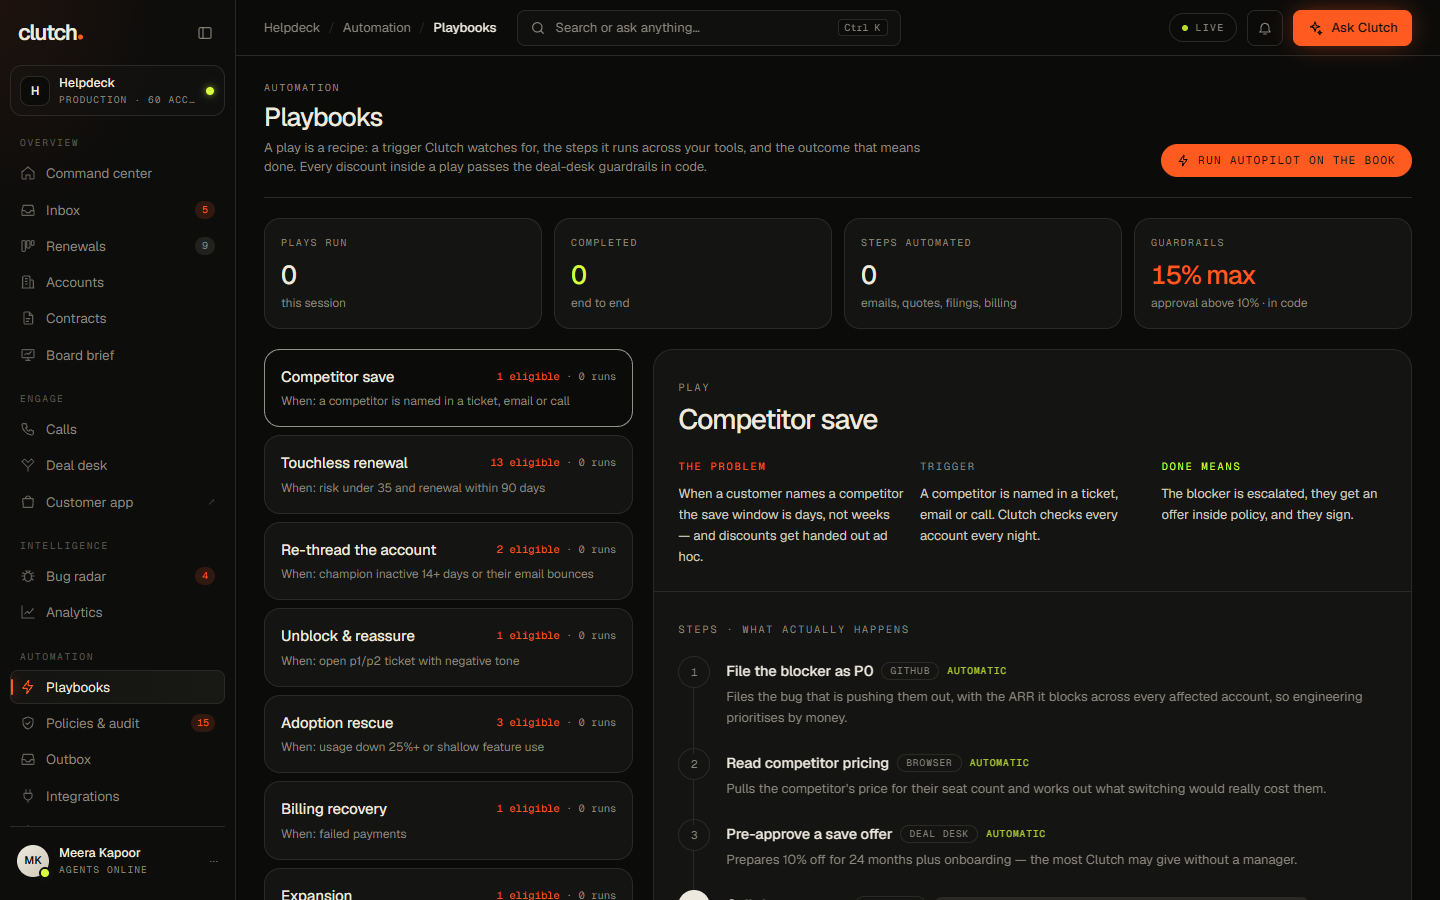 clutch.
Helpdeck / Automation / Playbooks
Search or ask anything...
Ctrl K
LIVE
Ask Clutch
H
Helpdeck
PRODUCTION · 60 ACC…
OVERVIEW
Command center
Inbox 5
Renewals 9
Accounts
Contracts
Board brief
ENGAGE
Calls
Deal desk
Customer app ↗
INTELLIGENCE
Bug radar 4
Analytics
AUTOMATION
Playbooks
Policies & audit 15
Outbox
Integrations
MK
Meera Kapoor
AGENTS ONLINE
...
AUTOMATION
Playbooks
A play is a recipe: a trigger Clutch watches for, the steps it runs across your tools, and the outcome that means
done. Every discount inside a play passes the deal-desk guardrails in code.
RUN AUTOPILOT ON THE BOOK
PLAYS RUN
0
this session
COMPLETED
0
end to end
STEPS AUTOMATED
0
emails, quotes, filings, billing
GUARDRAILS
15% max
approval above 10% · in code
Competitor save 1 eligible · 0 runs
When: a competitor is named in a ticket, email or call
Touchless renewal 13 eligible · 0 runs
When: risk under 35 and renewal within 90 days
Re-thread the account 2 eligible · 0 runs
When: champion inactive 14+ days or their email bounces
Unblock & reassure 1 eligible · 0 runs
When: open p1/p2 ticket with negative tone
Adoption rescue 3 eligible · 0 runs
When: usage down 25%+ or shallow feature use
Billing recovery 1 eligible · 0 runs
When: failed payments
Expansion 1 eligible · 0 runs
PLAY
Competitor save
THE PROBLEM
When a customer names a competitor
the save window is days, not weeks
— and discounts get handed out ad
hoc.
TRIGGER
A competitor is named in a ticket,
email or call. Clutch checks every
account every night.
DONE MEANS
The blocker is escalated, they get an
offer inside policy, and they sign.
STEPS · WHAT ACTUALLY HAPPENS
1 File the blocker as P0 GITHUB AUTOMATIC
Files the bug that is pushing them out, with the ARR it blocks across every affected account, so engineering
prioritises by money.
2 Read competitor pricing BROWSER AUTOMATIC
Pulls the competitor's price for their seat count and works out what switching would really cost them.
3 Pre-approve a save offer DEAL DESK AUTOMATIC
Prepares 10% off for 24 months plus onboarding — the most Clutch may give without a manager.